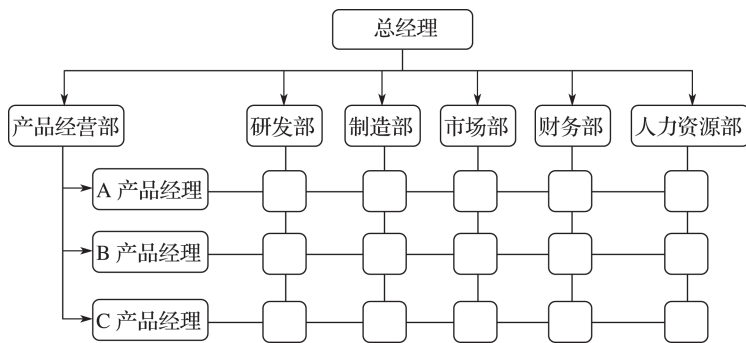 总经理
产品经营部
研发部
制造部
市场部
财务部
人力资源部
A 产品经理
B 产品经理
C 产品经理